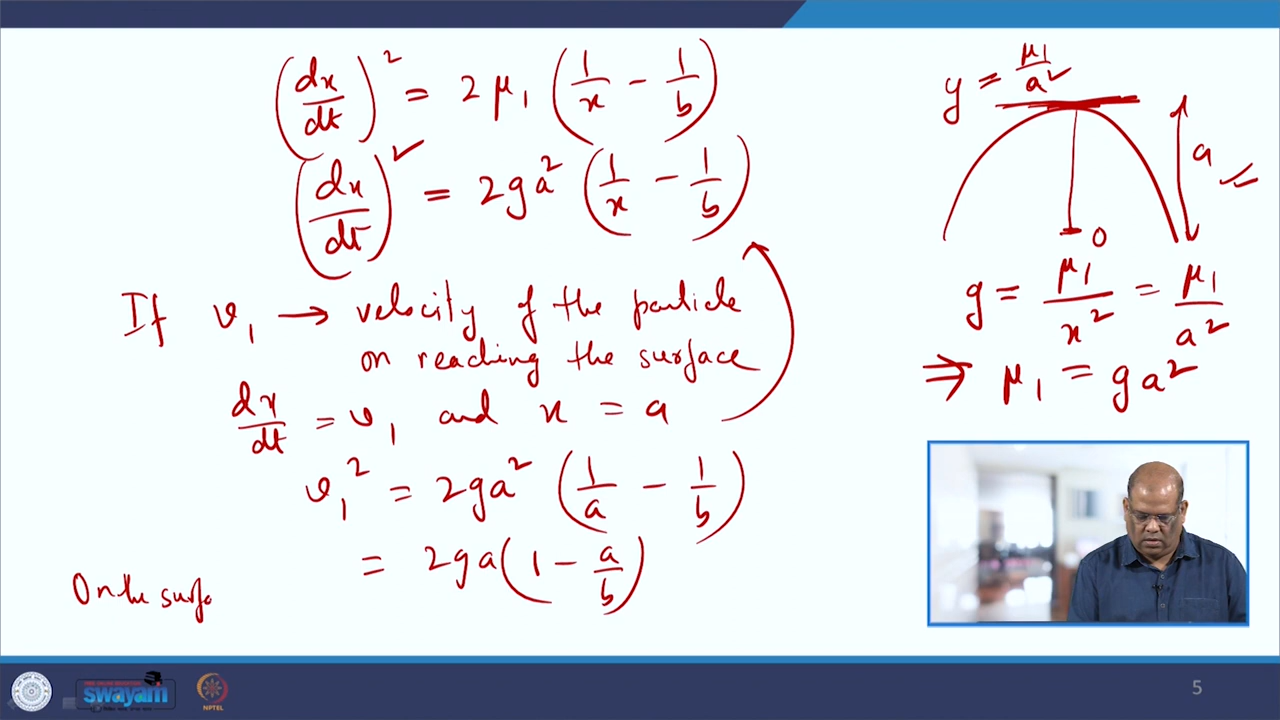 (dx/dt)² = 2μ₁ (1/x − 1/b)
(dx/dt)² = 2ga² (1/x − 1/b)
If v₁ → velocity of the particle
on reaching the surface
dx/dt = v₁ and x = a
v₁² = 2ga² (1/a − 1/b)
= 2ga(1 − a/b)
On the surfa
y = μ₁/a²
a
O
g = μ₁/x² = μ₁/a²
⇒ μ₁ = ga²
swayam
NPTEL
5